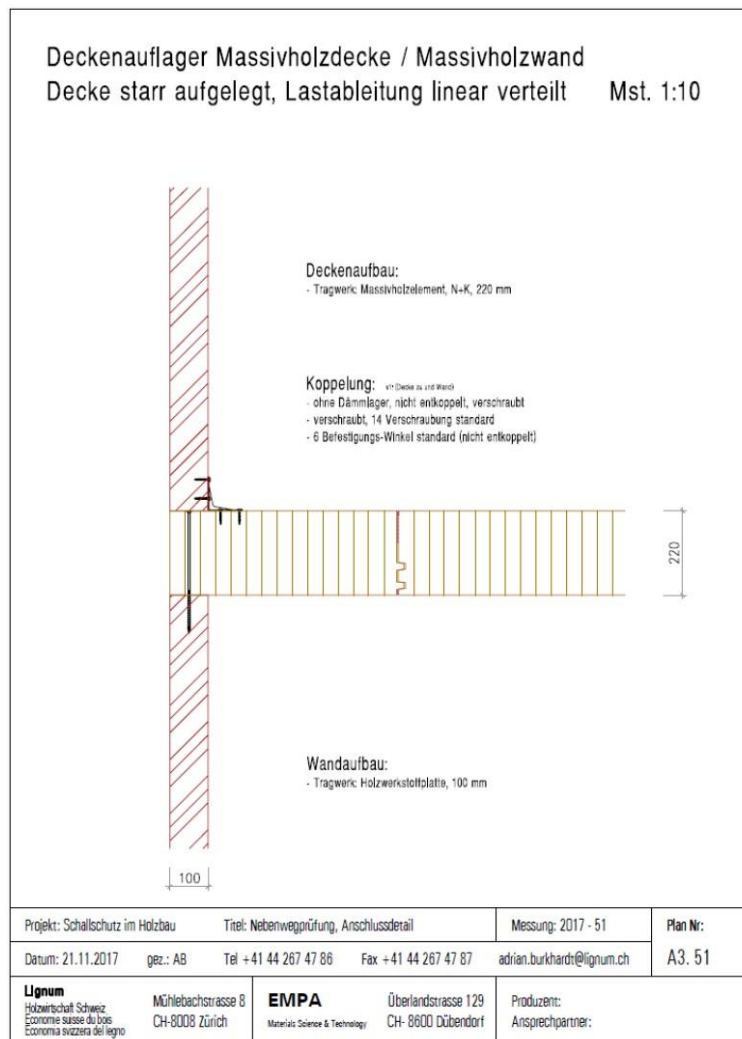 Deckenauflager Massivholzdecke / Massivholzwand
Decke starr aufgelegt, Lastableitung linear verteilt Mst. 1:10
Deckenaufbau:
- Tragwerk: Massivholzelement, N+K, 220 mm
Koppelung: v1r (Decke zu und Wand)
- ohne Dämmlager, nicht entkoppelt, verschraubt
- verschraubt, 14 Verschraubung standard
- 6 Befestigungs-Winkel standard (nicht entkoppelt)
220
Wandaufbau:
- Tragwerk: Holzwerkstoffplatte, 100 mm
100
Projekt: Schallschutz im Holzbau Titel: Nebenwegprüfung, Anschlussdetail Messung: 2017 - 51 Plan Nr:
Datum: 21.11.2017 gez.: AB Tel +41 44 267 47 86 Fax +41 44 267 47 87 adrian.burkhardt@lignum.ch A3. 51
Lignum
Holzwirtschaft Schweiz
Economie suisse du bois
Economia svizzera del legno
Mühlebachstrasse 8
CH-8008 Zürich
EMPA
Materials Science & Technology
Überlandstrasse 129
CH- 8600 Dübendorf
Produzent:
Ansprechpartner: